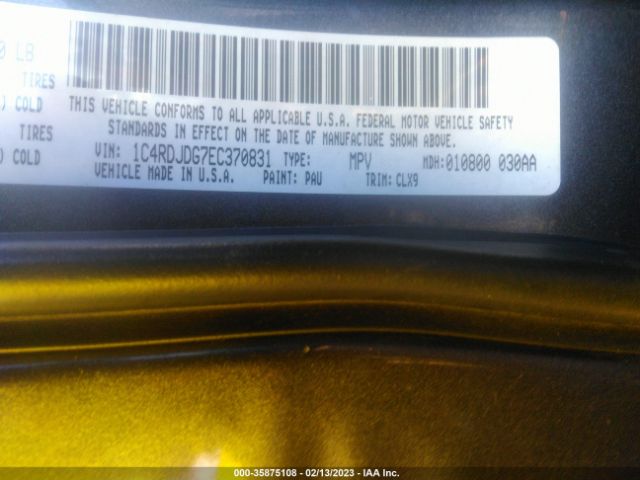 0 LB
TIRES
) COLD
TIRES
) COLD
THIS VEHICLE CONFORMS TO ALL APPLICABLE U.S.A. FEDERAL MOTOR VEHICLE SAFETY
STANDARDS IN EFFECT ON THE DATE OF MANUFACTURE SHOWN ABOVE.
VIN: 1C4RDJDG7EC370831 TYPE: MPV MDH:010800 030AA
VEHICLE MADE IN U.S.A. PAINT: PAU TRIM: CLX9
000-35875108 - 02/13/2023 - IAA Inc.